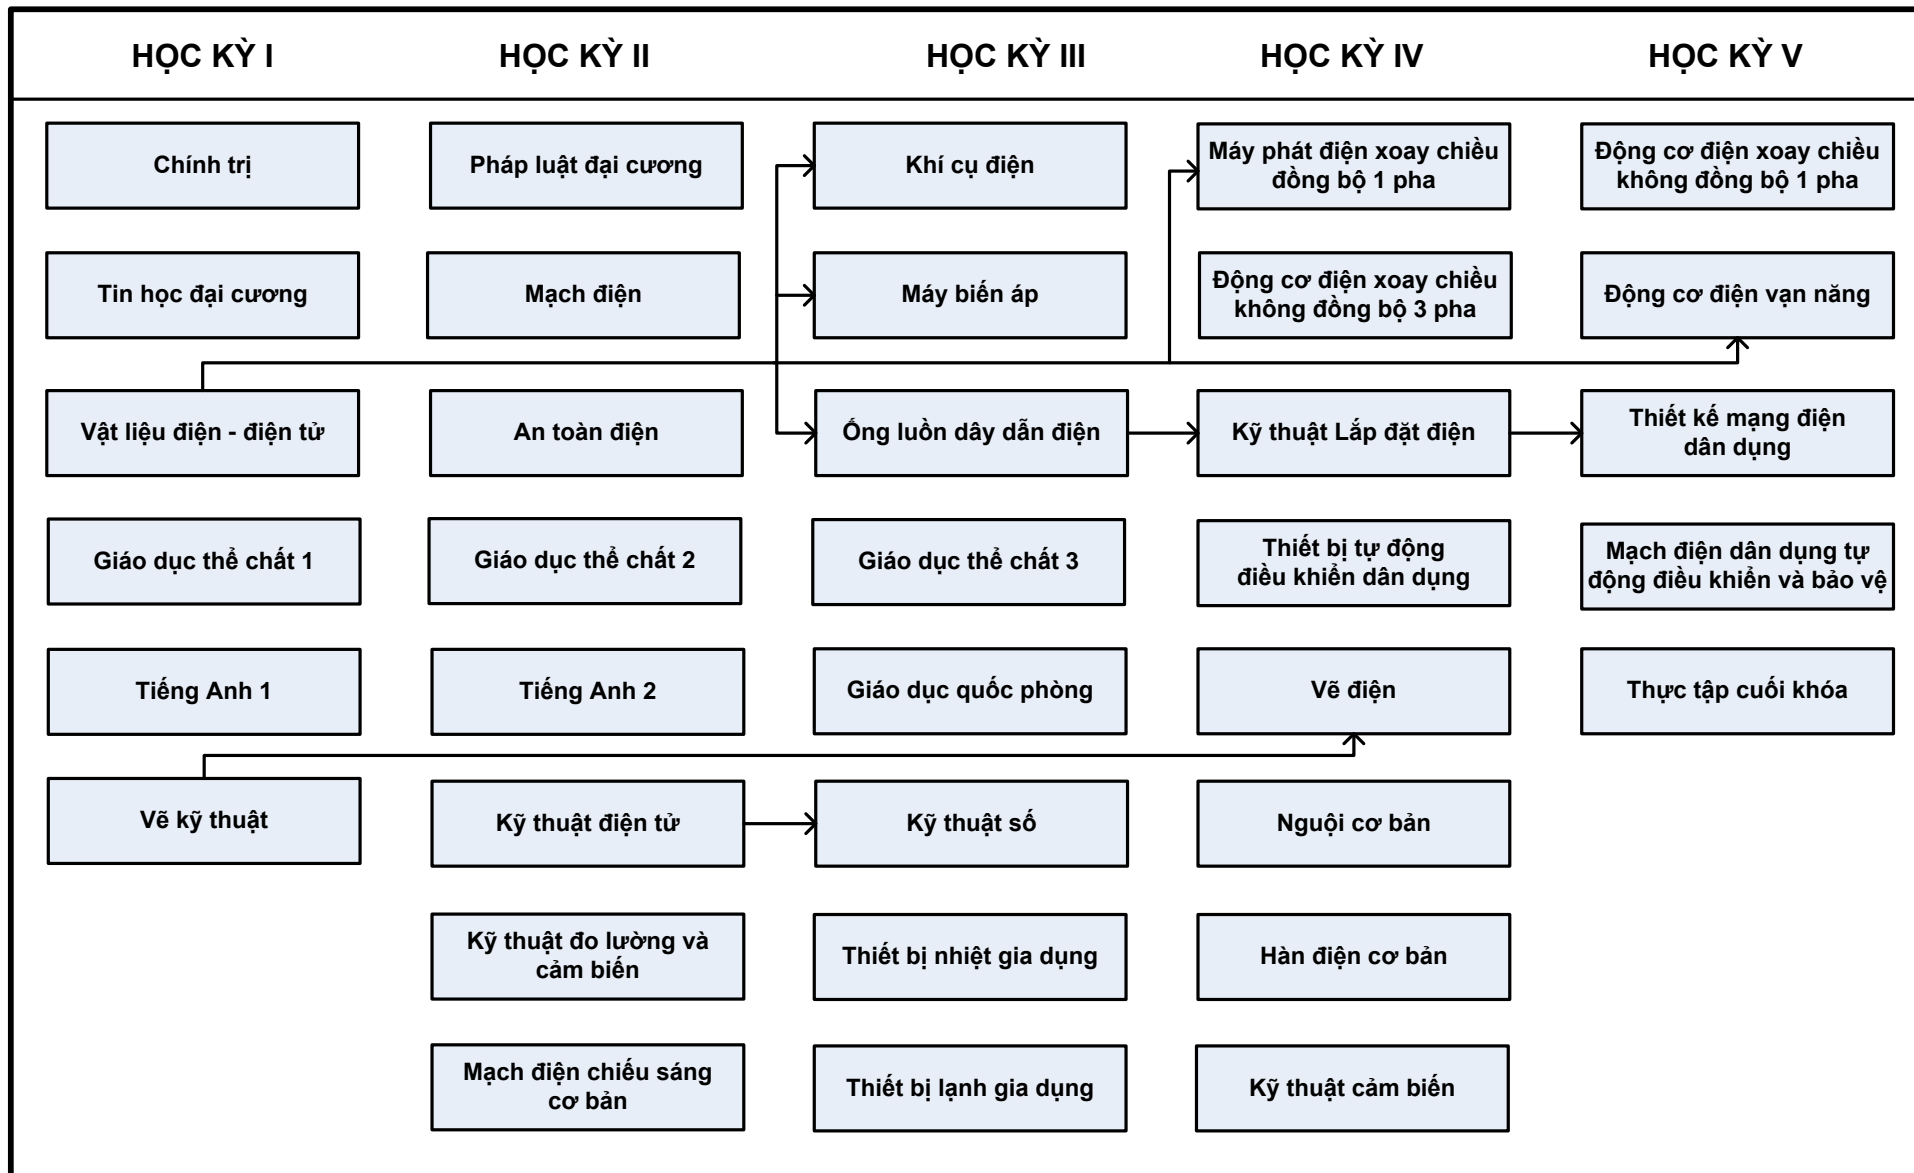 HỌC KỲ I
HỌC KỲ II
HỌC KỲ III
HỌC KỲ IV
HỌC KỲ V
Chính trị
Pháp luật đại cương
Khí cụ điện
Máy phát điện xoay chiều
đồng bộ 1 pha
Động cơ điện xoay chiều
không đồng bộ 1 pha
Tin học đại cương
Mạch điện
Máy biến áp
Động cơ điện xoay chiều
không đồng bộ 3 pha
Động cơ điện vạn năng
Vật liệu điện - điện tử
An toàn điện
Ống luồn dây dẫn điện
Kỹ thuật Lắp đặt điện
Thiết kế mạng điện
dân dụng
Giáo dục thể chất 1
Giáo dục thể chất 2
Giáo dục thể chất 3
Thiết bị tự động
điều khiển dân dụng
Mạch điện dân dụng tự
động điều khiển và bảo vệ
Tiếng Anh 1
Tiếng Anh 2
Giáo dục quốc phòng
Vẽ điện
Thực tập cuối khóa
Vẽ kỹ thuật
Kỹ thuật điện tử
Kỹ thuật số
Nguội cơ bản
Kỹ thuật đo lường và
cảm biến
Thiết bị nhiệt gia dụng
Hàn điện cơ bản
Mạch điện chiếu sáng
cơ bản
Thiết bị lạnh gia dụng
Kỹ thuật cảm biến